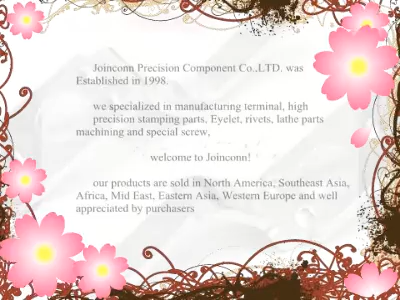 Joinconn Precision Component Co.,LTD. was
Established in 1998.
we specialized in manufacturing terminal, high
precision stamping parts, Eyelet, rivets, lathe parts
machining and special screw,
welcome to Joinconn!
our products are sold in North America, Southeast Asia,
Africa, Mid East, Eastern Asia, Western Europe and well
appreciated by purchasers